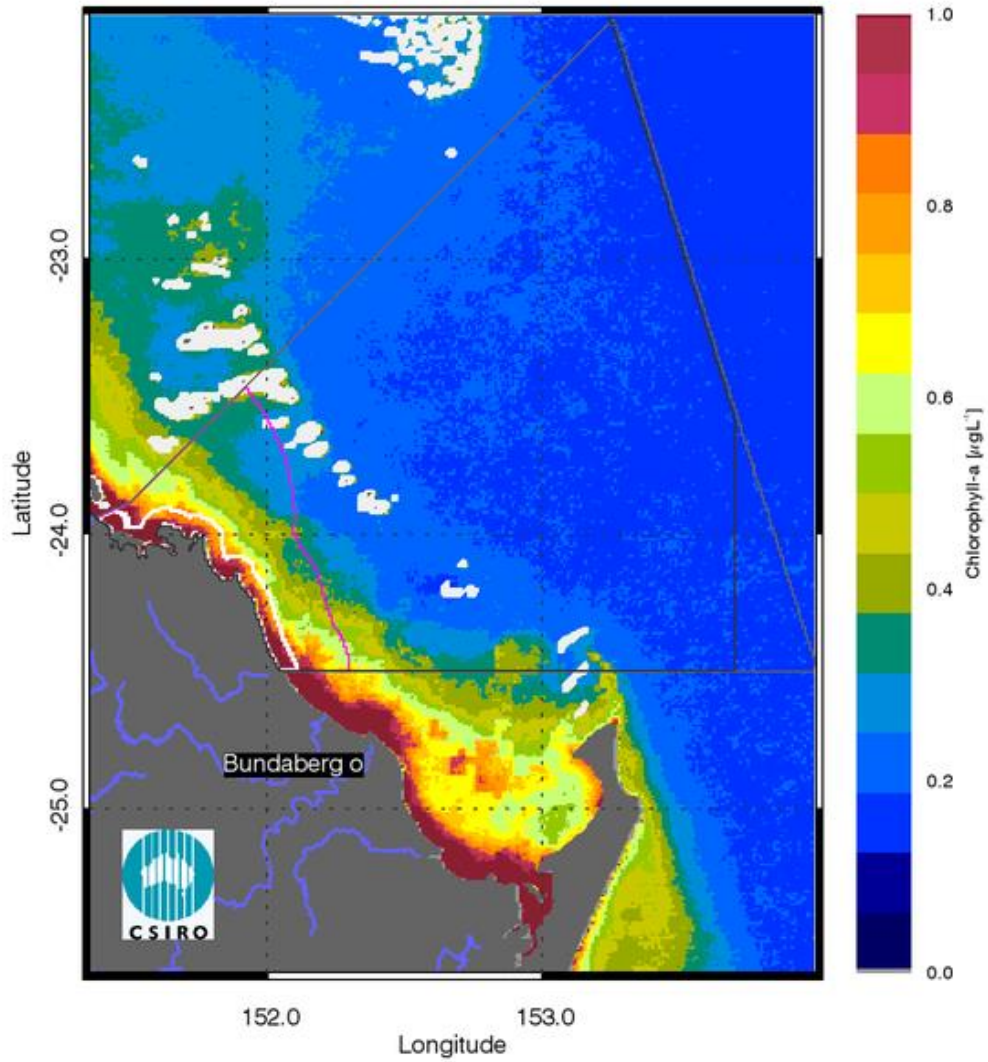 1.0
0.8
0.6
0.4
0.2
0.0
Chlorophyll-a [µgL⁻¹]
-23.0
-24.0
-25.0
Latitude
Bundaberg o
CSIRO
152.0
153.0
Longitude